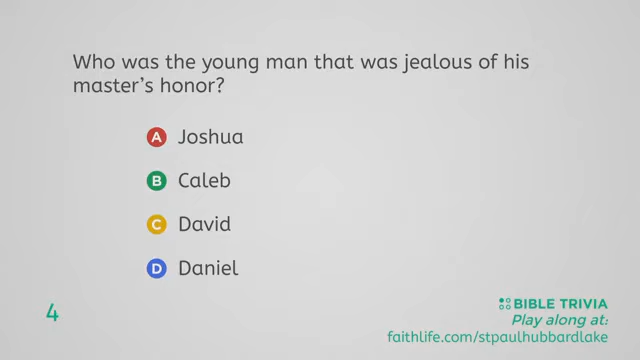 Who was the young man that was jealous of his
master’s honor?
A Joshua
B Caleb
C David
D Daniel
4
BIBLE TRIVIA
Play along at:
faithlife.com/stpaulhubbardlake